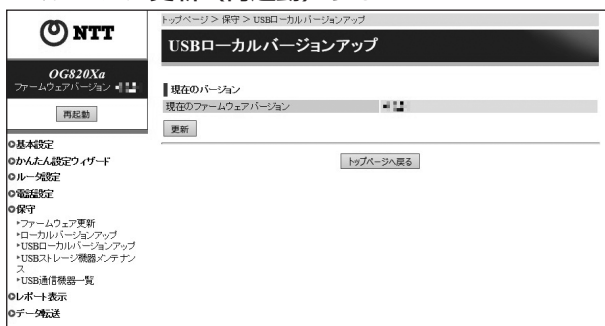 トップページ > 保守 > USBローカルバージョンアップ
NTT
USBローカルバージョンアップ
OG820Xa
ファームウェアバージョン
再起動
現在のバージョン
現在のファームウェアバージョン
更新
トップページへ戻る
基本設定
かんたん設定ウィザード
ルータ設定
電話設定
保守
ファームウェア更新
ローカルバージョンアップ
USBローカルバージョンアップ
USBストレージ機器メンテナン
ス
USB通信機器一覧
レポート表示
データ転送